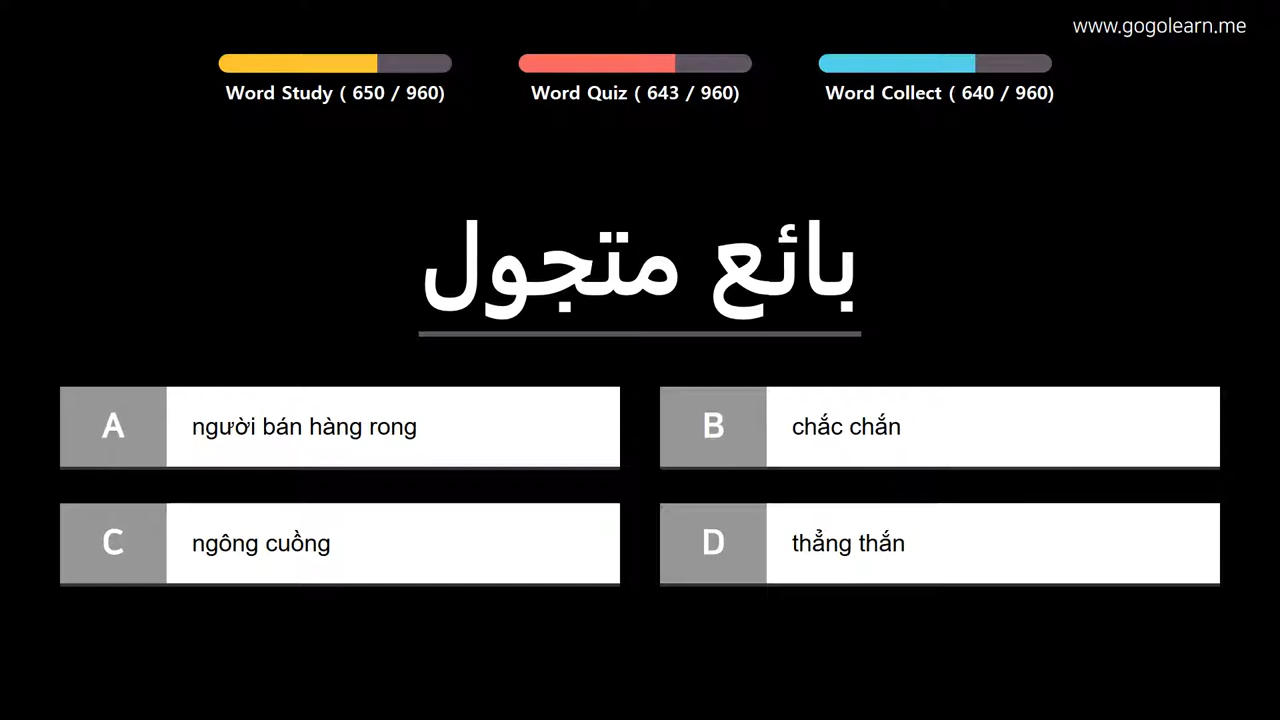 www.gogolearn.me
Word Study ( 650 / 960)
Word Quiz ( 643 / 960)
Word Collect ( 640 / 960)
بائع متجول
A
người bán hàng rong
B
chắc chắn
C
ngông cuồng
D
thẳng thắn